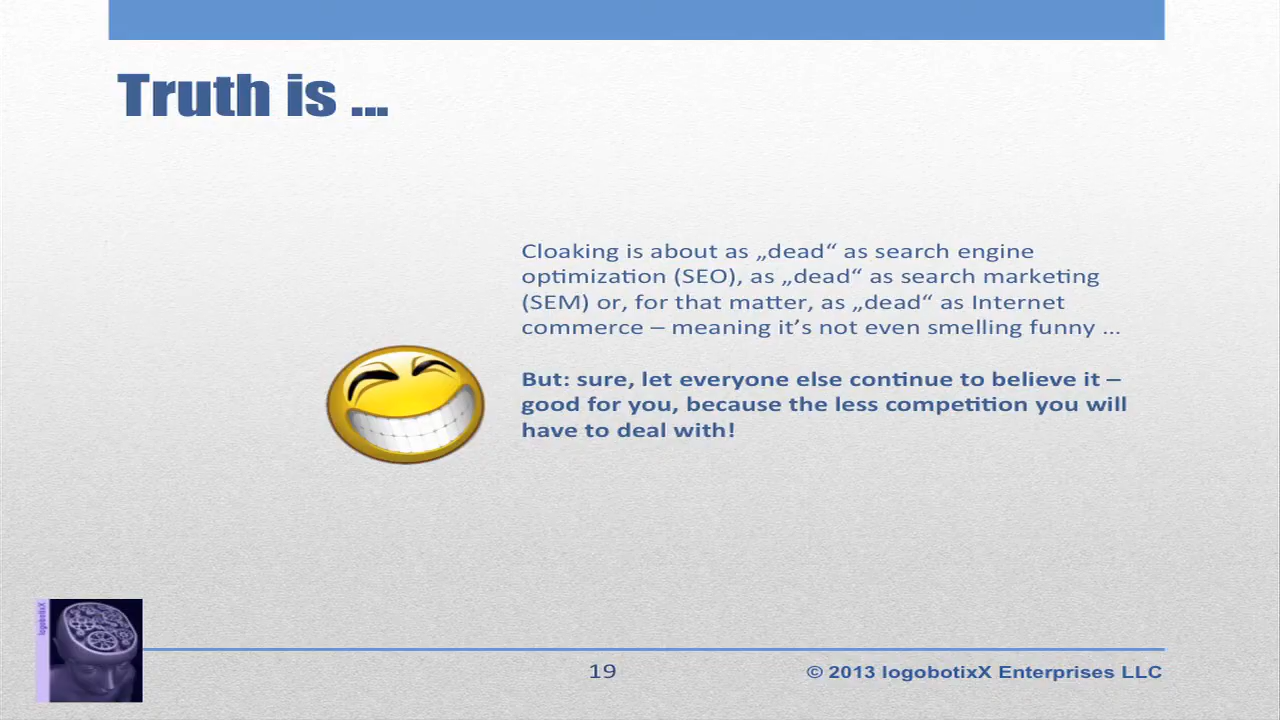 Truth is ...
Cloaking is about as „dead“ as search engine
optimization (SEO), as „dead“ as search marketing
(SEM) or, for that matter, as „dead“ as Internet
commerce – meaning it’s not even smelling funny ...
But: sure, let everyone else continue to believe it –
good for you, because the less competition you will
have to deal with!
logobotixX
19
© 2013 logobotixX Enterprises LLC